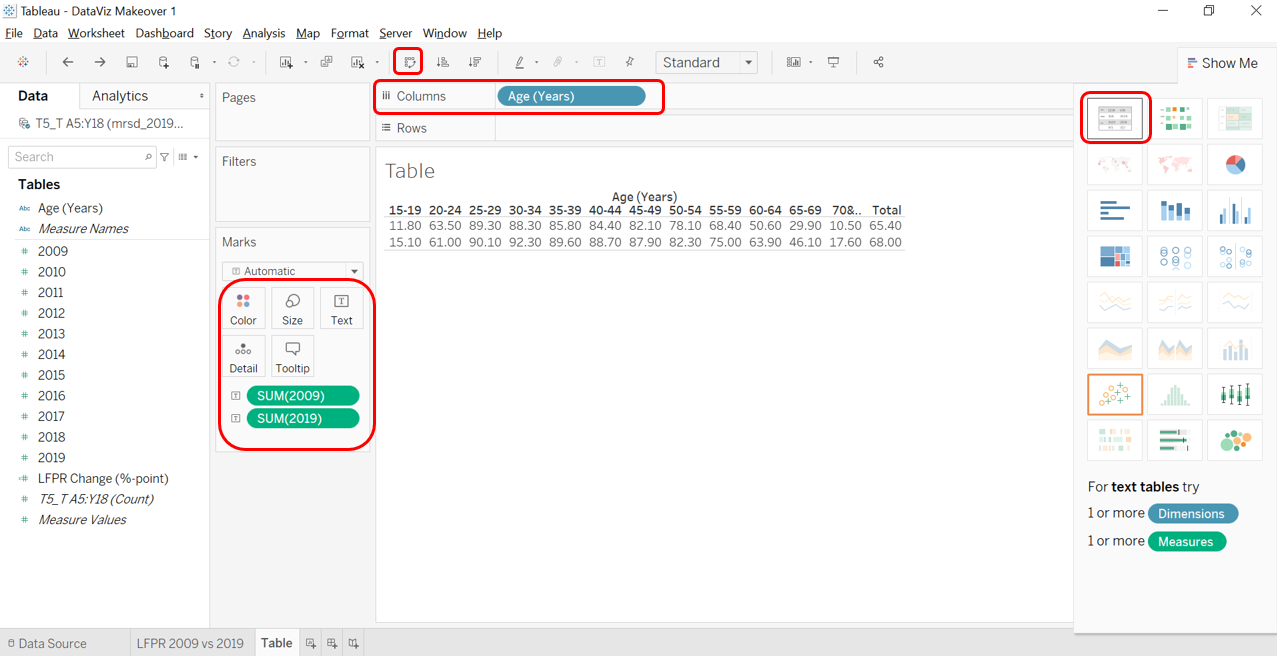 Tableau - DataViz Makeover 1
File Data Worksheet Dashboard Story Analysis Map Format Server Window Help
Standard
Show Me
Data Analytics
T5_T A5:Y18 (mrsd_2019...
Search
Tables
Abc Age (Years)
Abc Measure Names
# 2009
# 2010
# 2011
# 2012
# 2013
# 2014
# 2015
# 2016
# 2017
# 2018
# 2019
=# LFPR Change (%-point)
# T5_T A5:Y18 (Count)
# Measure Values
Pages
Filters
Marks
T Automatic
Color Size Text
Detail Tooltip
T SUM(2009)
T SUM(2019)
Columns Age (Years)
Rows
Table
Age (Years)
15-19 20-24 25-29 30-34 35-39 40-44 45-49 50-54 55-59 60-64 65-69 70&.. Total
11.80 63.50 85.30 88.30 85.80 84.40 82.10 78.10 68.40 50.60 29.90 10.50 65.40
15.10 61.00 90.10 92.30 89.60 88.70 87.90 82.30 75.00 63.90 46.10 17.60 68.00
For text tables try
1 or more Dimensions
1 or more Measures
Data Source LFPR 2009 vs 2019 Table